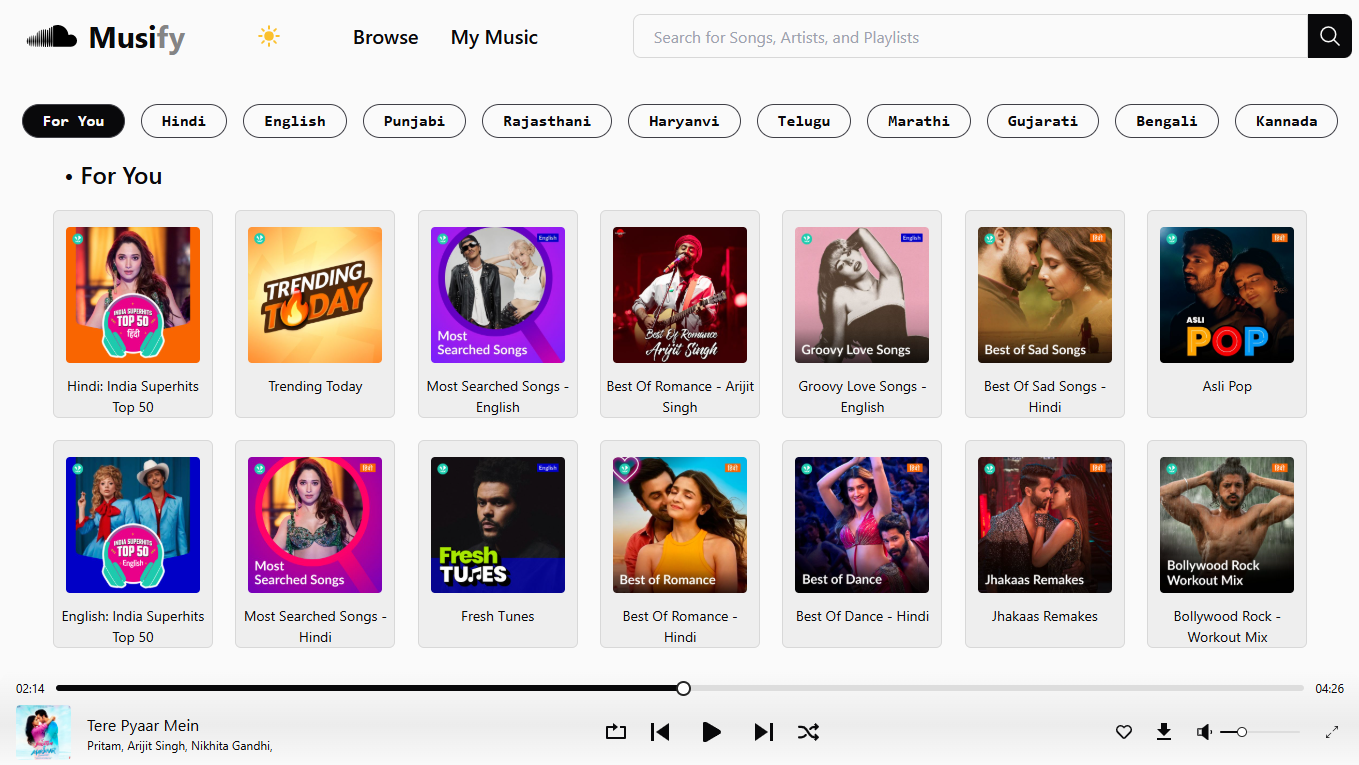 Musify
Browse
My Music
Search for Songs, Artists, and Playlists
For You
Hindi
English
Punjabi
Rajasthani
Haryanvi
Telugu
Marathi
Gujarati
Bengali
Kannada
• For You
INDIA SUPERHITS
TOP 50
हिंदी
Hindi: India Superhits
Top 50
TRENDING
TODAY
Trending Today
English
Most
Searched Songs
Most Searched Songs -
English
Best Of Romance
Arijit Singh
Best Of Romance - Arijit
Singh
English
Groovy Love Songs
Groovy Love Songs -
English
Best of Sad Songs
Best Of Sad Songs -
Hindi
ASLI
POP
Asli Pop
INDIA SUPERHITS
TOP 50
English
English: India Superhits
Top 50
Most
Searched Songs
Most Searched Songs -
Hindi
English
Fresh
TUNES
Fresh Tunes
Best of Romance
Best Of Romance -
Hindi
Best of Dance
Best Of Dance - Hindi
Jhakaas Remakes
Jhakaas Remakes
Bollywood Rock
Workout Mix
Bollywood Rock -
Workout Mix
02:14
04:26
Tere Pyaar Mein
Pritam, Arijit Singh, Nikhita Gandhi,